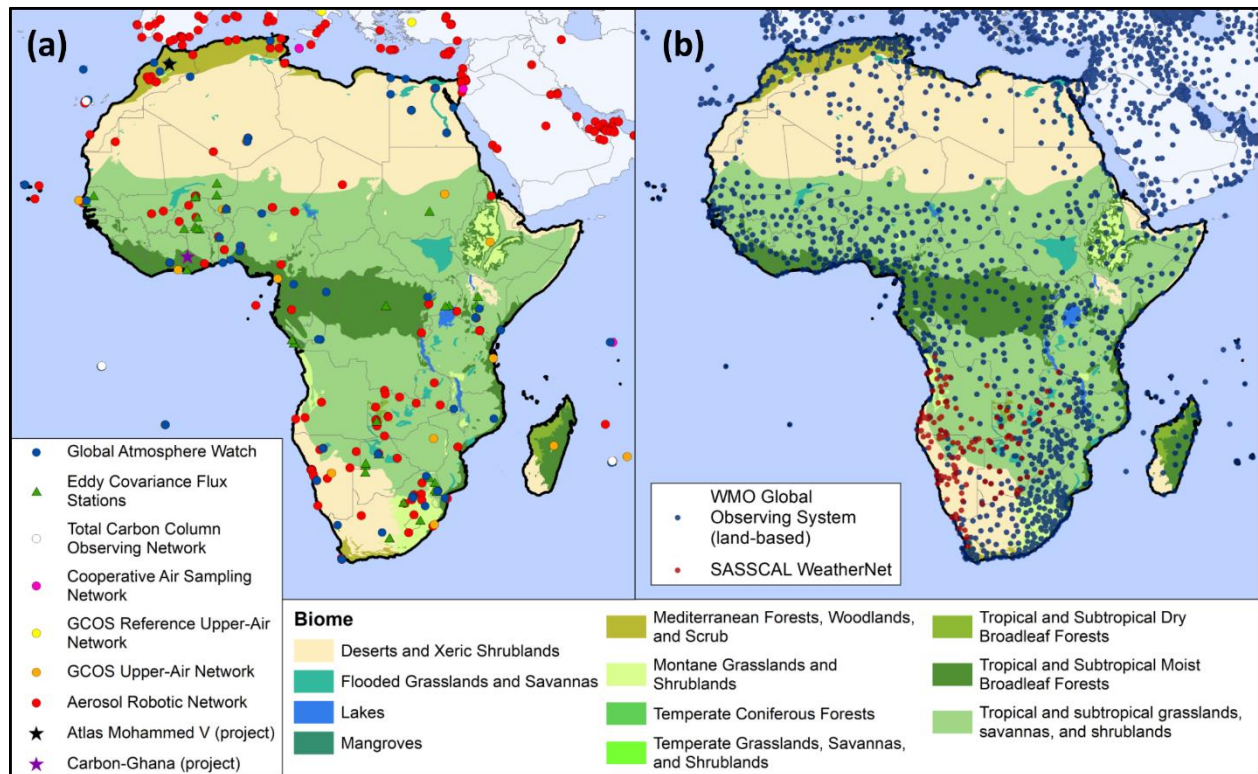 (a)
(b)
Global Atmosphere Watch
Eddy Covariance Flux
Stations
Total Carbon Column
Observing Network
Cooperative Air Sampling
Network
GCOS Reference Upper-Air
Network
GCOS Upper-Air Network
Aerosol Robotic Network
Atlas Mohammed V (project)
Carbon-Ghana (project)
WMO Global
Observing System
(land-based)
SASSCAL WeatherNet
Biome
Deserts and Xeric Shrublands
Flooded Grasslands and Savannas
Lakes
Mangroves
Mediterranean Forests, Woodlands,
and Scrub
Montane Grasslands and
Shrublands
Temperate Coniferous Forests
Temperate Grasslands, Savannas,
and Shrublands
Tropical and Subtropical Dry
Broadleaf Forests
Tropical and Subtropical Moist
Broadleaf Forests
Tropical and subtropical grasslands,
savannas, and shrublands